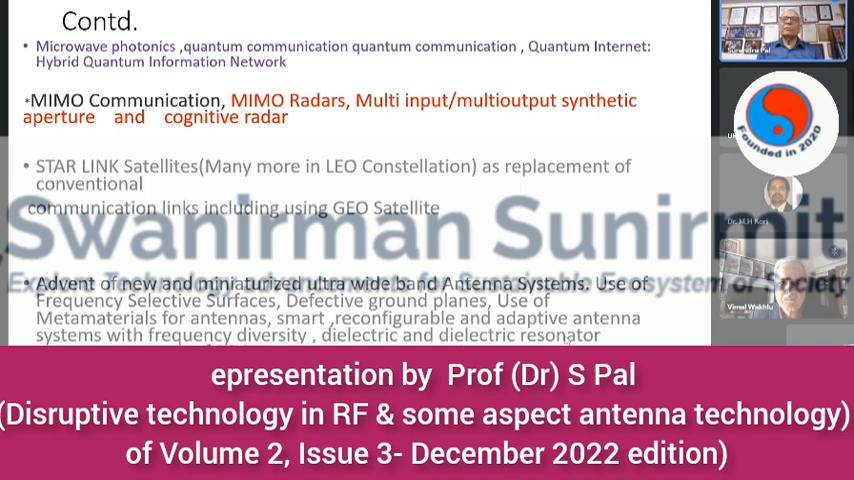 Contd.
• Microwave photonics ,quantum communication quantum communication , Quantum Internet:
Hybrid Quantum Information Network
*MIMO Communication, MIMO Radars, Multi input/multioutput synthetic
aperture and cognitive radar
• STAR LINK Satellites(Many more in LEO Constellation) as replacement of
conventional
communication links including using GEO Satellite
Swanirman Sunirmit
• Advent of new and miniaturized ultra wide band Antenna Systems. Use of
Frequency Selective Surfaces, Defective ground planes, Use of
Metamaterials for antennas, smart ,reconfigurable and adaptive antenna
systems with frequency diversity , dielectric and dielectric resonator
Surendra Pal
Founded in 2020
Dr. M.H Kori
Vimal Wakhlu
epresentation by Prof (Dr) S Pal
(Disruptive technology in RF & some aspect antenna technology)
of Volume 2, Issue 3- December 2022 edition)